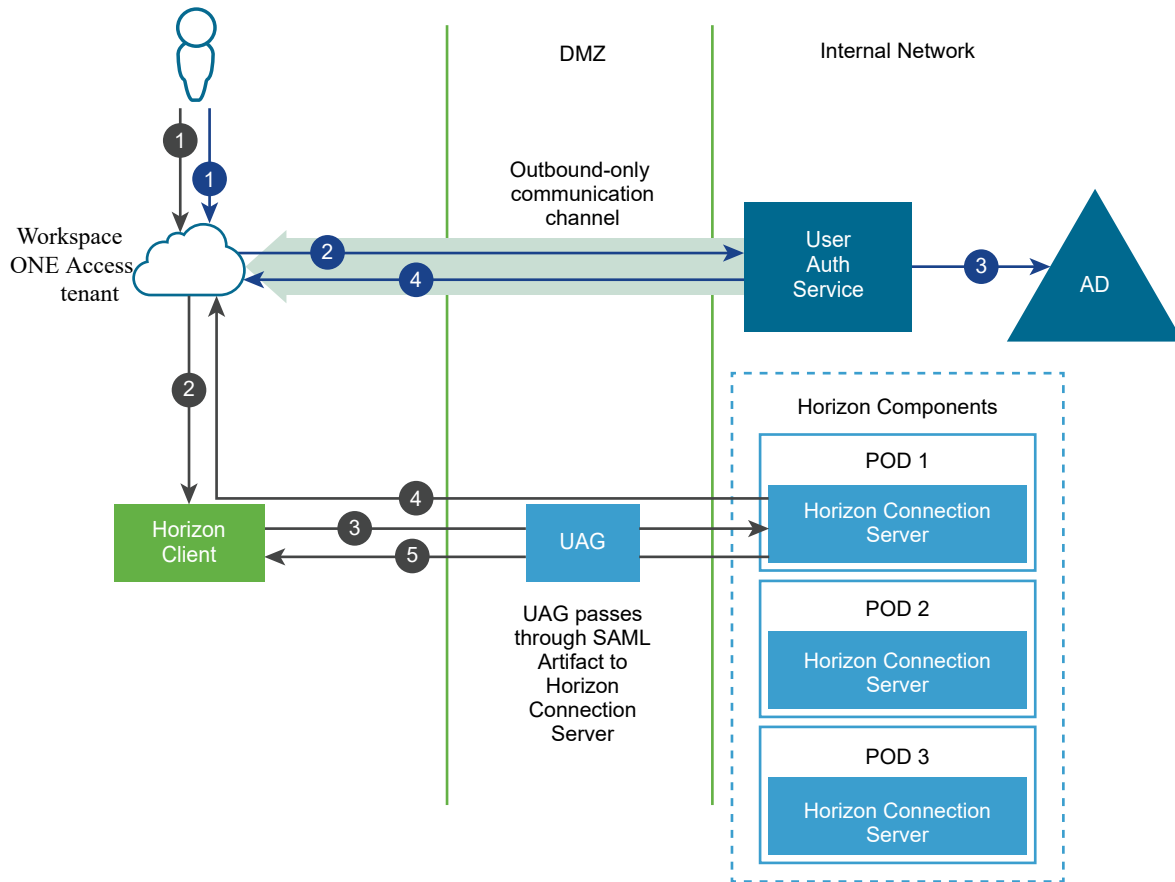 DMZ
Internal Network
1
1
Outbound-only
communication
channel
Workspace
ONE Access
tenant
2
4
User
Auth
Service
3
AD
2
Horizon Components
POD 1
4
Horizon Connection
Server
Horizon
Client
3
5
UAG
UAG passes
through SAML
Artifact to
Horizon
Connection
Server
POD 2
Horizon Connection
Server
POD 3
Horizon Connection
Server